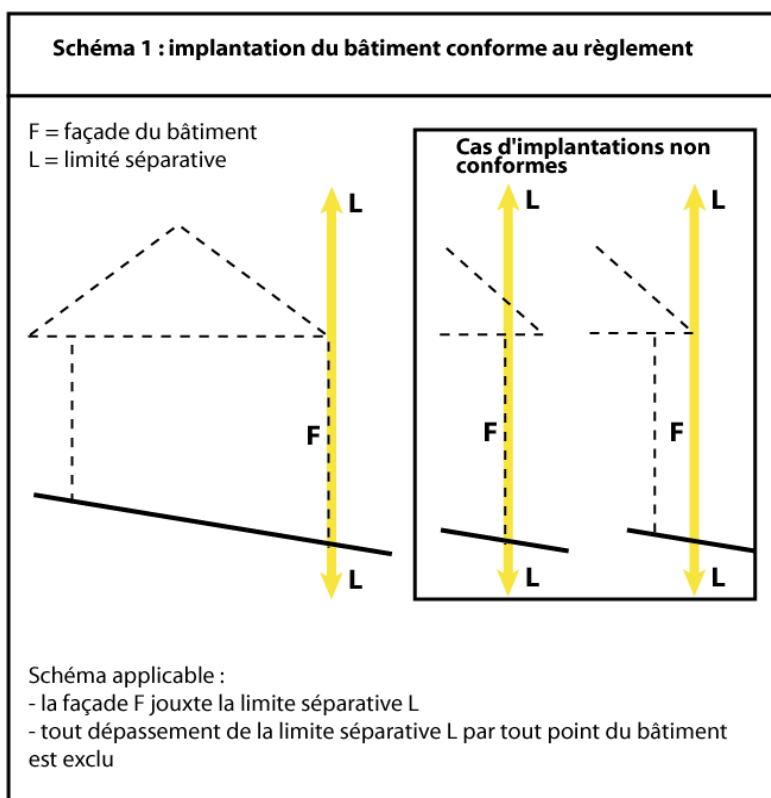 Schéma 1 : implantation du bâtiment conforme au règlement
F = façade du bâtiment
L = limité séparative
Cas d'implantations non
conformes
L
L
L
F
F
F
L
L
L
Schéma applicable :
- la façade F jouxte la limite séparative L
- tout dépassement de la limite séparative L par tout point du bâtiment
est exclu